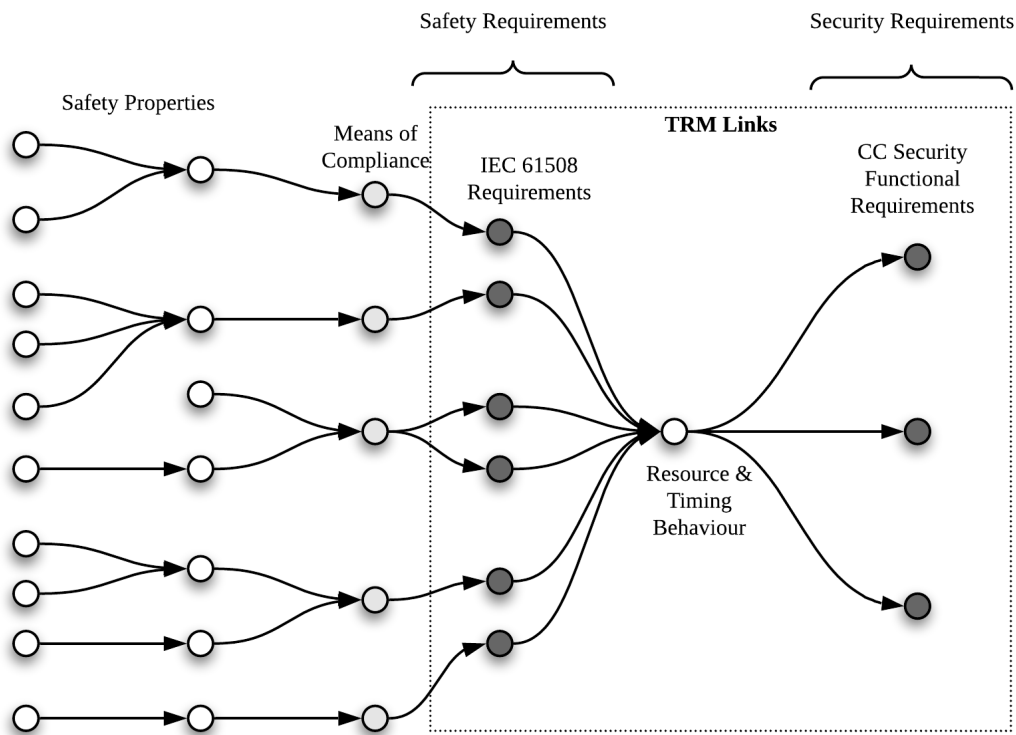 Safety Requirements
Security Requirements
Safety Properties
Means of
Compliance
TRM Links
IEC 61508
Requirements
CC Security
Functional
Requirements
Resource &
Timing
Behaviour